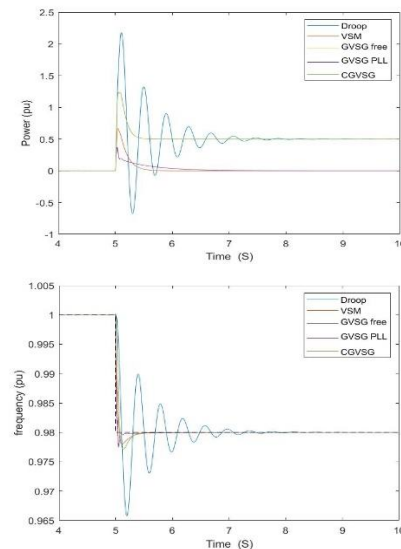 2.5
2
1.5
1
0.5
0
-0.5
-1
Power (pu)
4
5
6
7
8
9
10
Time (S)
Droop
VSM
GVSG free
GVSG PLL
CGVSG
1.005
1
0.995
0.99
0.985
0.98
0.975
0.97
0.965
frequency (pu)
4
5
6
7
8
9
10
Time (S)
Droop
VSM
GVSG free
GVSG PLL
CGVSG